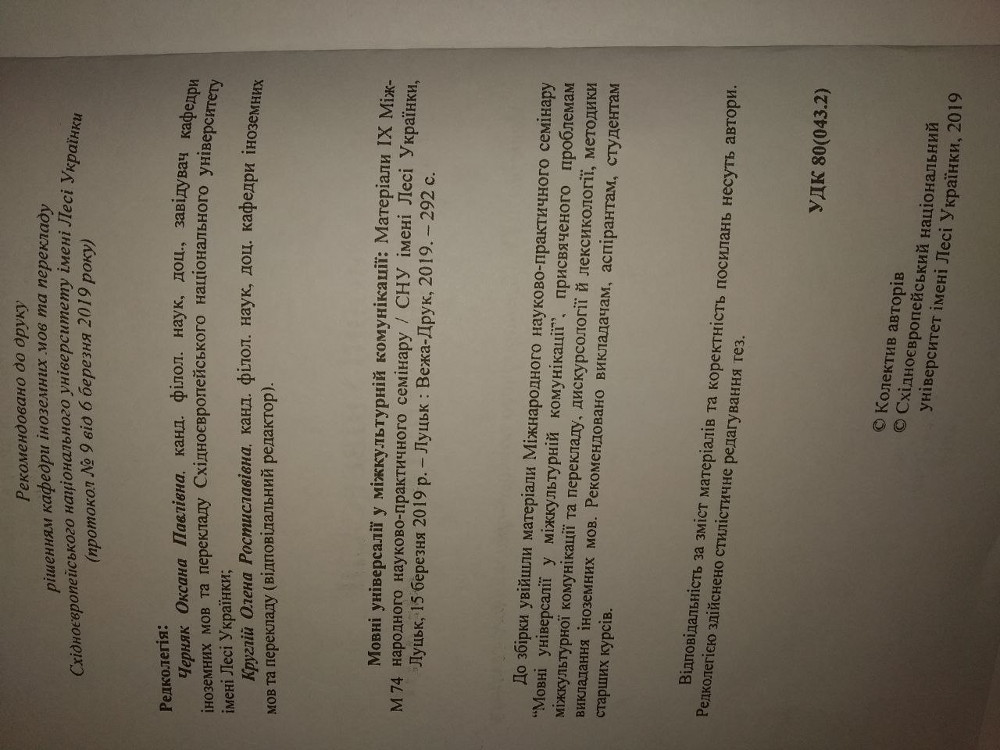 Рекомендовано до друку
рішенням кафедри іноземних мов та перекладу
Східноєвропейського національного університету імені Лесі Українки
(протокол № 9 від 6 березня 2019 року)
Редколегія:
Черняк Оксана Павлівна, канд. філол. наук, доц., завідувач кафедри
іноземних мов та перекладу Східноєвропейського національного університету
імені Лесі Українки;
Круглій Олена Ростиславівна, канд. філол. наук, доц. кафедри іноземних
мов та перекладу (відповідальний редактор).
Мовні універсалії у міжкультурній комунікації: Матеріали IX Між-
М 74 народного науково-практичного семінару / СНУ імені Лесі Українки,
Луцьк, 15 березня 2019 р. – Луцьк : Вежа-Друк, 2019. – 292 с.
До збірки увійшли матеріали Міжнародного науково-практичного семінару
“Мовні універсалії у міжкультурній комунікації”, присвяченого проблемам
міжкультурної комунікації та перекладу, дискурсології й лексикології, методики
викладання іноземних мов. Рекомендовано викладачам, аспірантам, студентам
старших курсів.
Відповідальність за зміст матеріалів та коректність посилань несуть автори.
Редколегією здійснено стилістичне редагування тез.
УДК 80(043.2)
© Колектив авторів
© Східноєвропейський національний
університет імені Лесі Українки, 2019